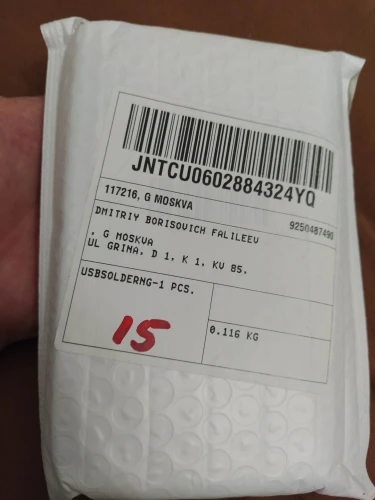 JNTCU0602884324YQ
117216, G MOSKVA
DMITRIY BORISOVICH FALILEEV 9250487490
, G MOSKVA
UL GRINA, D 1, K 1, KV 85.
USBSOLDERNG-1 PCS.
15
0.116 KG